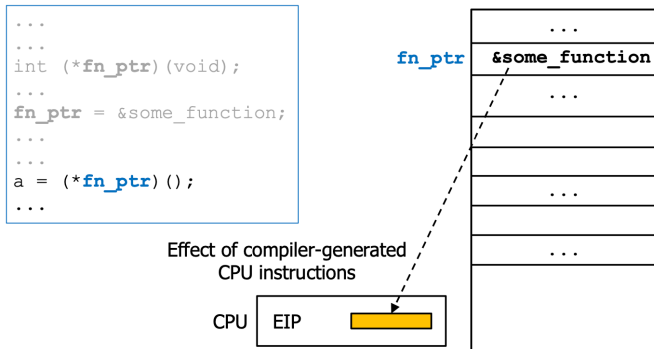 ...
...
int (*fn_ptr)(void);
...
fn_ptr = &some_function;
...
...
a = (*fn_ptr)();
...
...
fn_ptr &some_function
...
...
...
Effect of compiler-generated
CPU instructions
CPU EIP